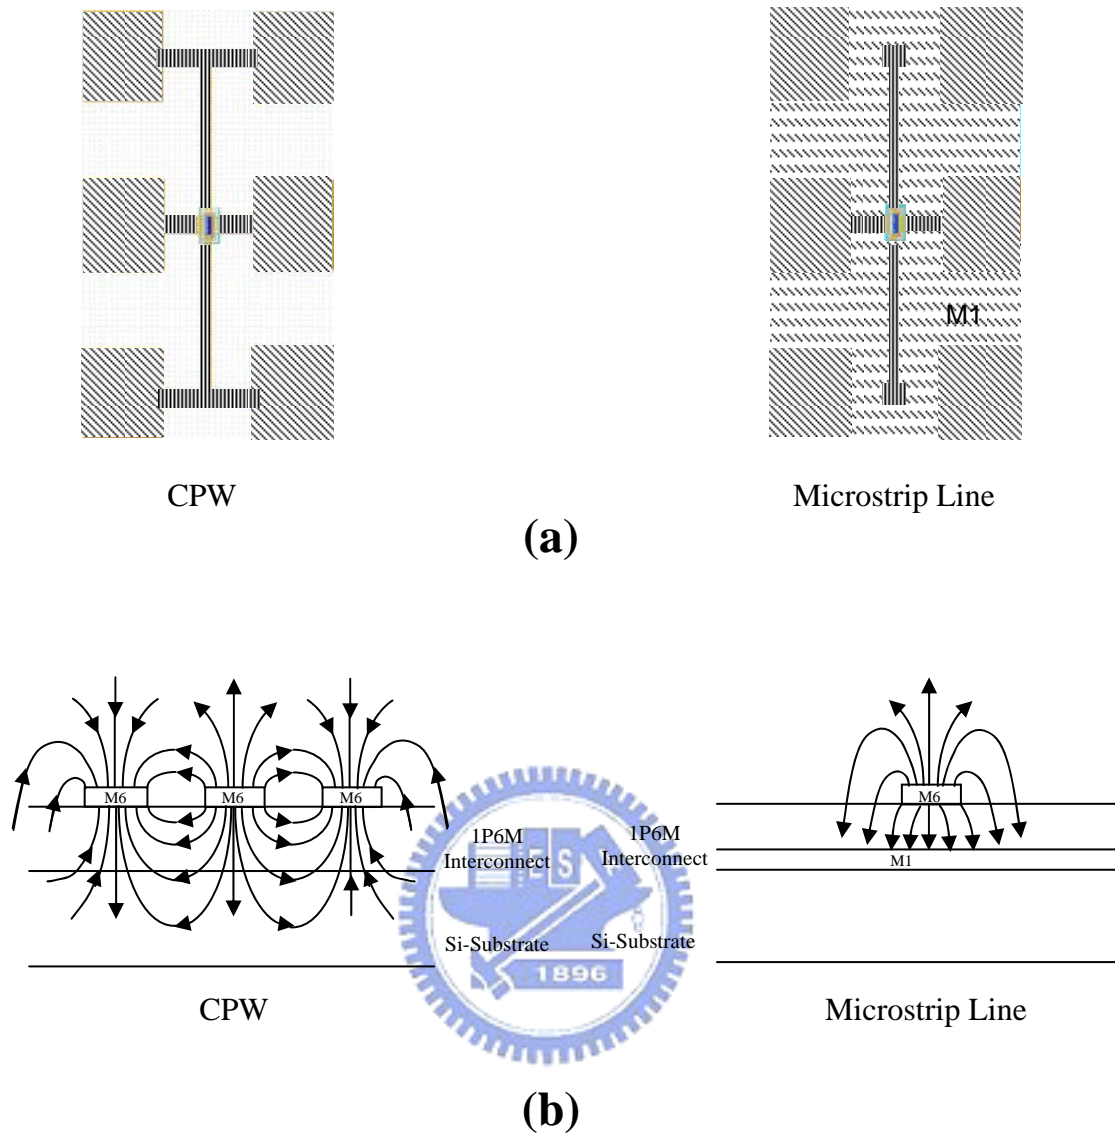 M1
CPW
Microstrip Line
(a)
M6
M6
M6
M6
1P6M
Interconnect
1P6M
Interconnect
M1
Si-Substrate
Si-Substrate
ES
1896
CPW
Microstrip Line
(b)